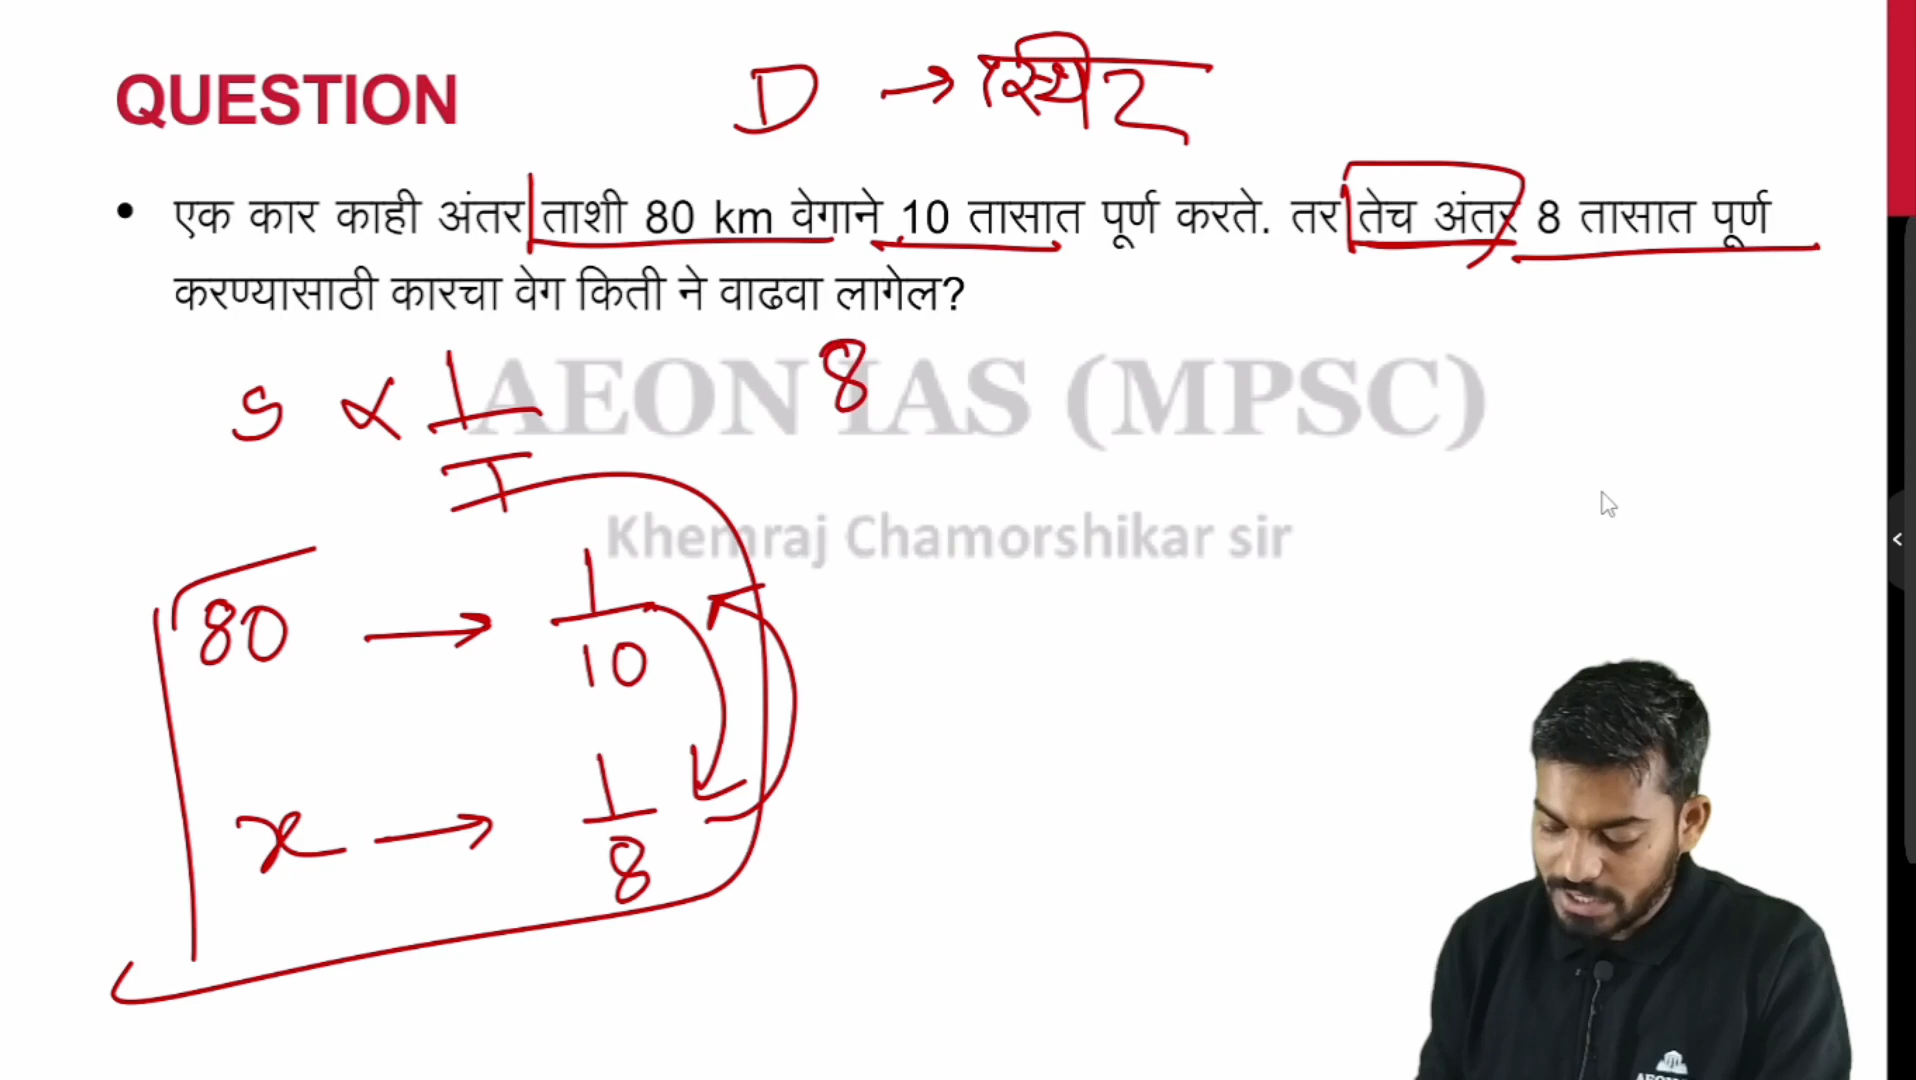 D → स्थिर
QUESTION
• एक कार काही अंतर ताशी 80 km वेगाने 10 तासात पूर्ण करते. तर तेच अंतर 8 तासात पूर्ण
करण्यासाठी कारचा वेग किती ने वाढवा लागेल?
8
S ∝ 1/T
AEON IAS (MPSC)
Khemraj Chamorshikar sir
80 → 1/10
x → 1/8